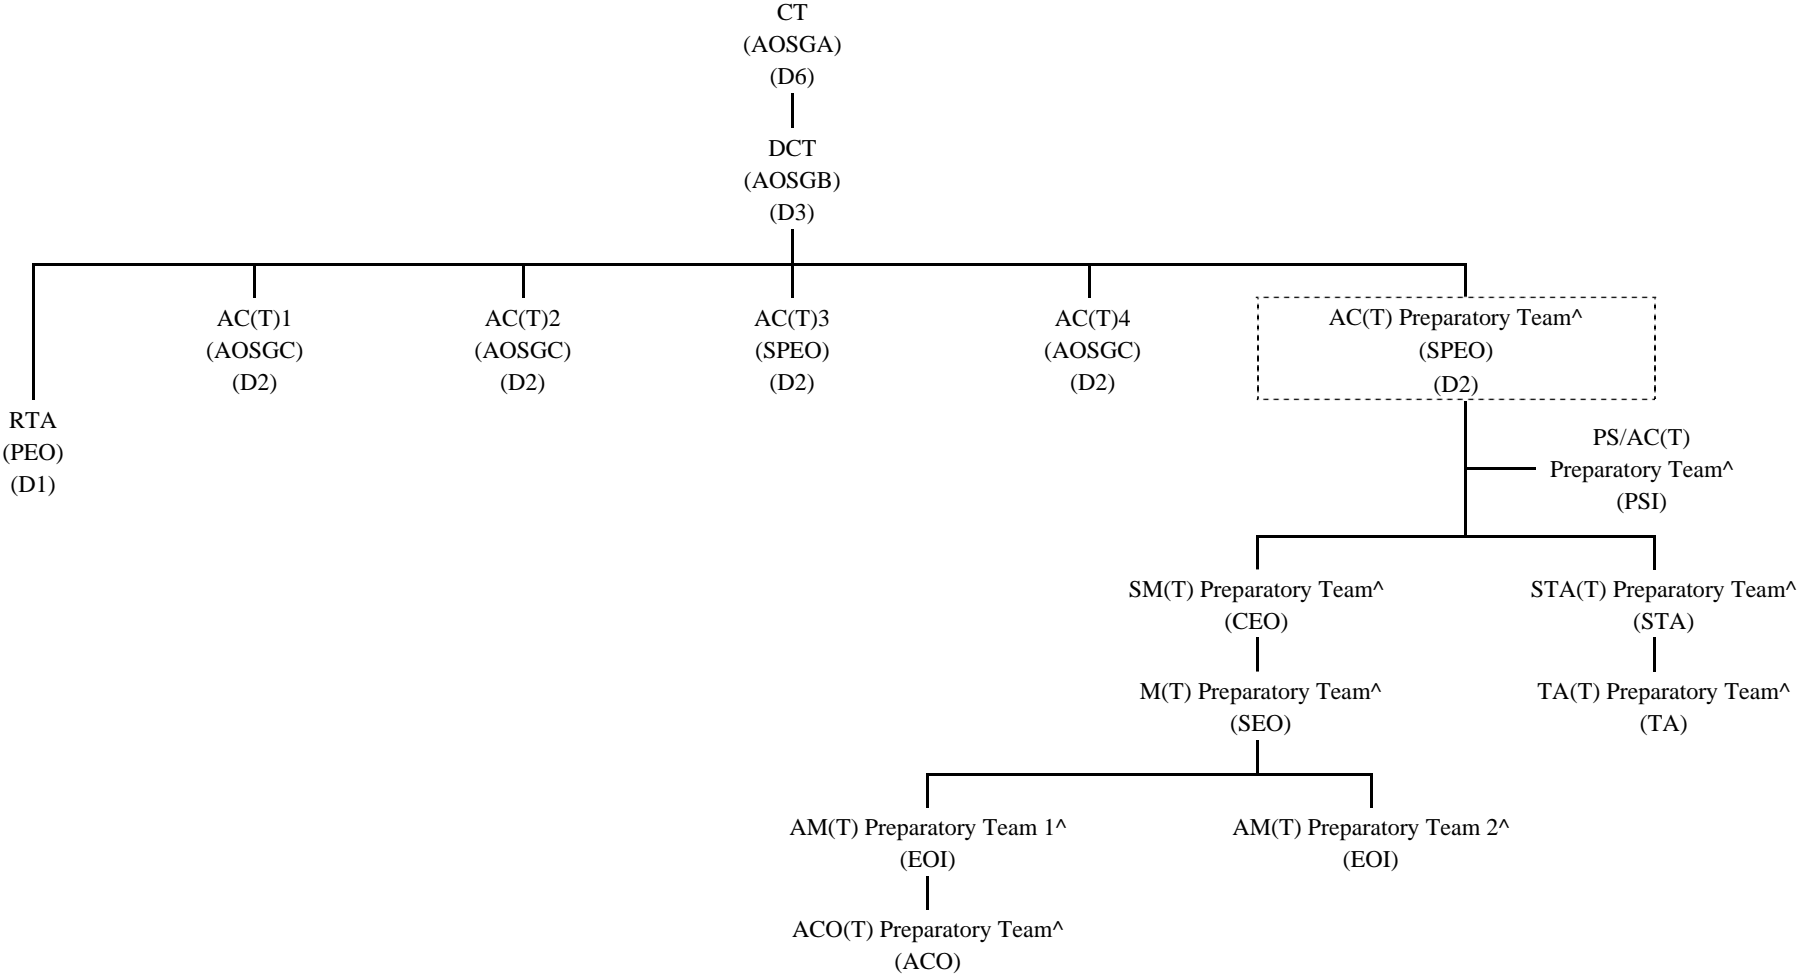 CT
(AOSGA)
(D6)
DCT
(AOSGB)
(D3)
AC(T)1
(AOSGC)
(D2)
AC(T)2
(AOSGC)
(D2)
AC(T)3
(SPEO)
(D2)
AC(T)4
(AOSGC)
(D2)
AC(T) Preparatory Team^
(SPEO)
(D2)
RTA
(PEO)
(D1)
PS/AC(T)
Preparatory Team^
(PSI)
SM(T) Preparatory Team^
(CEO)
STA(T) Preparatory Team^
(STA)
M(T) Preparatory Team^
(SEO)
TA(T) Preparatory Team^
(TA)
AM(T) Preparatory Team 1^
(EOI)
AM(T) Preparatory Team 2^
(EOI)
ACO(T) Preparatory Team^
(ACO)